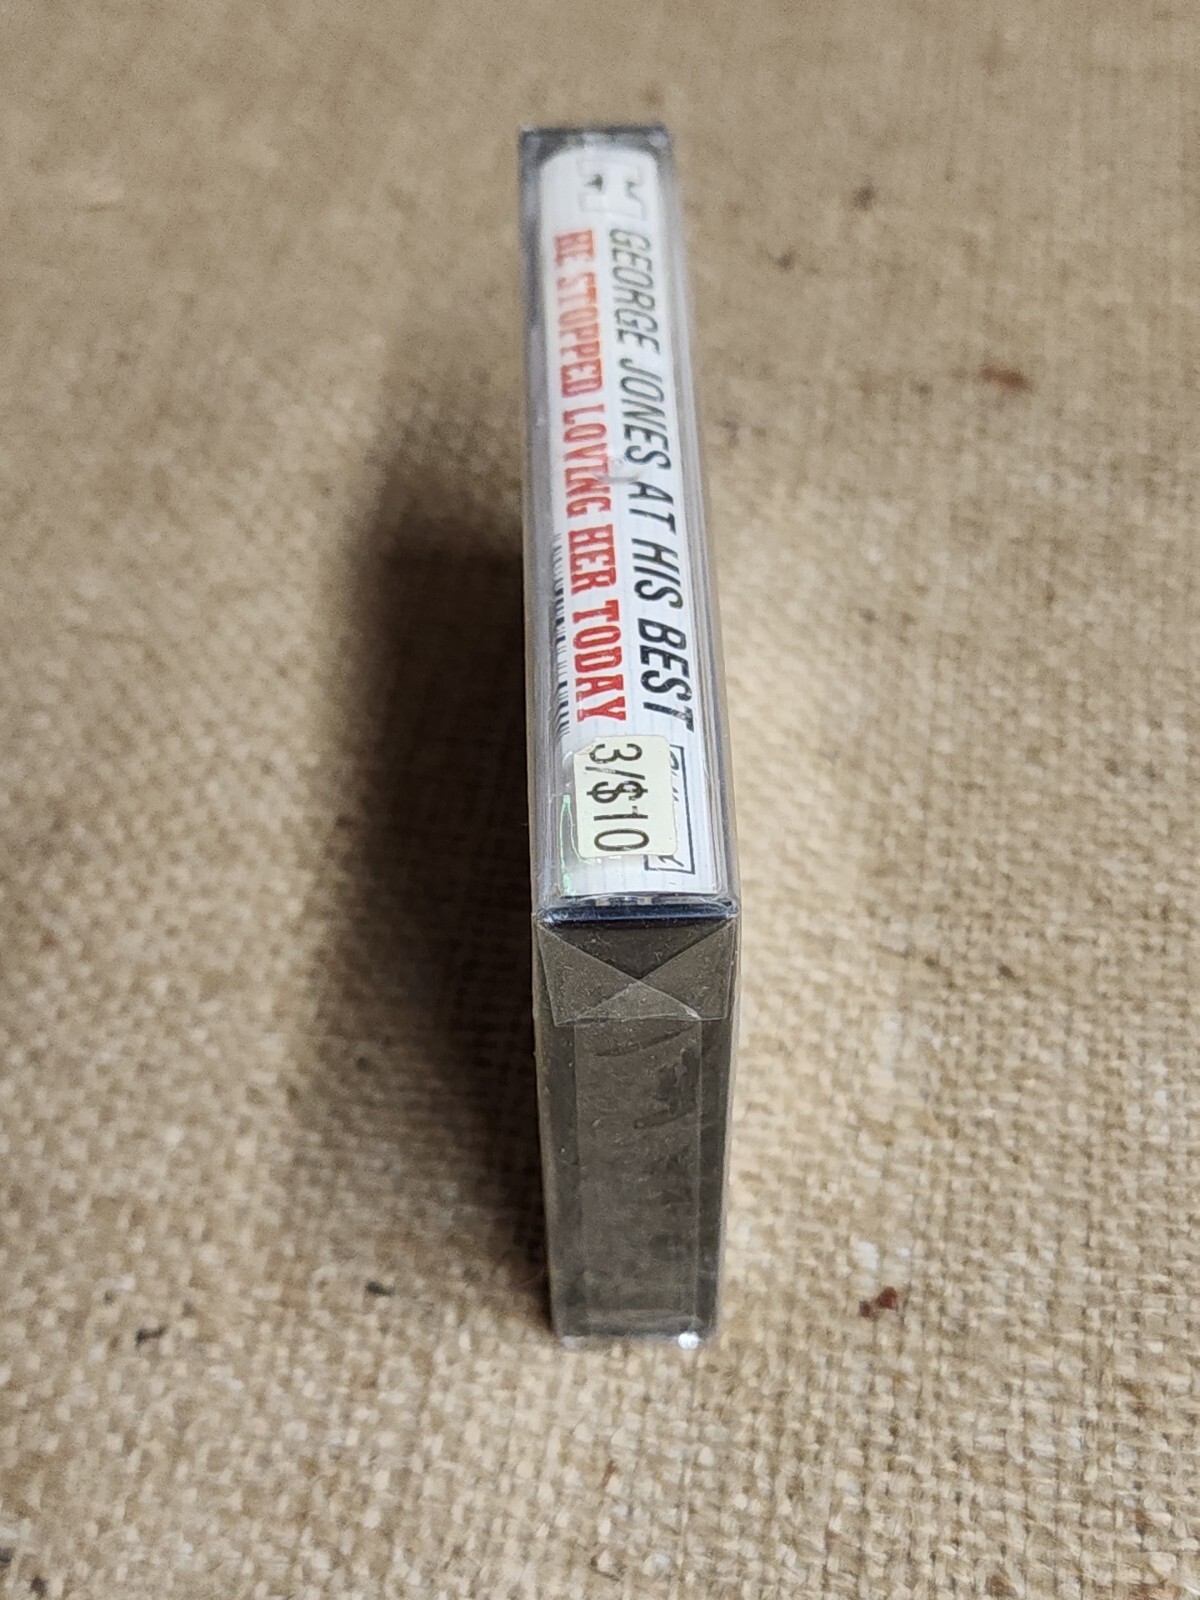 GEORGE JONES AT HIS BEST
HE STOPPED LOVING HER TODAY
3/$10